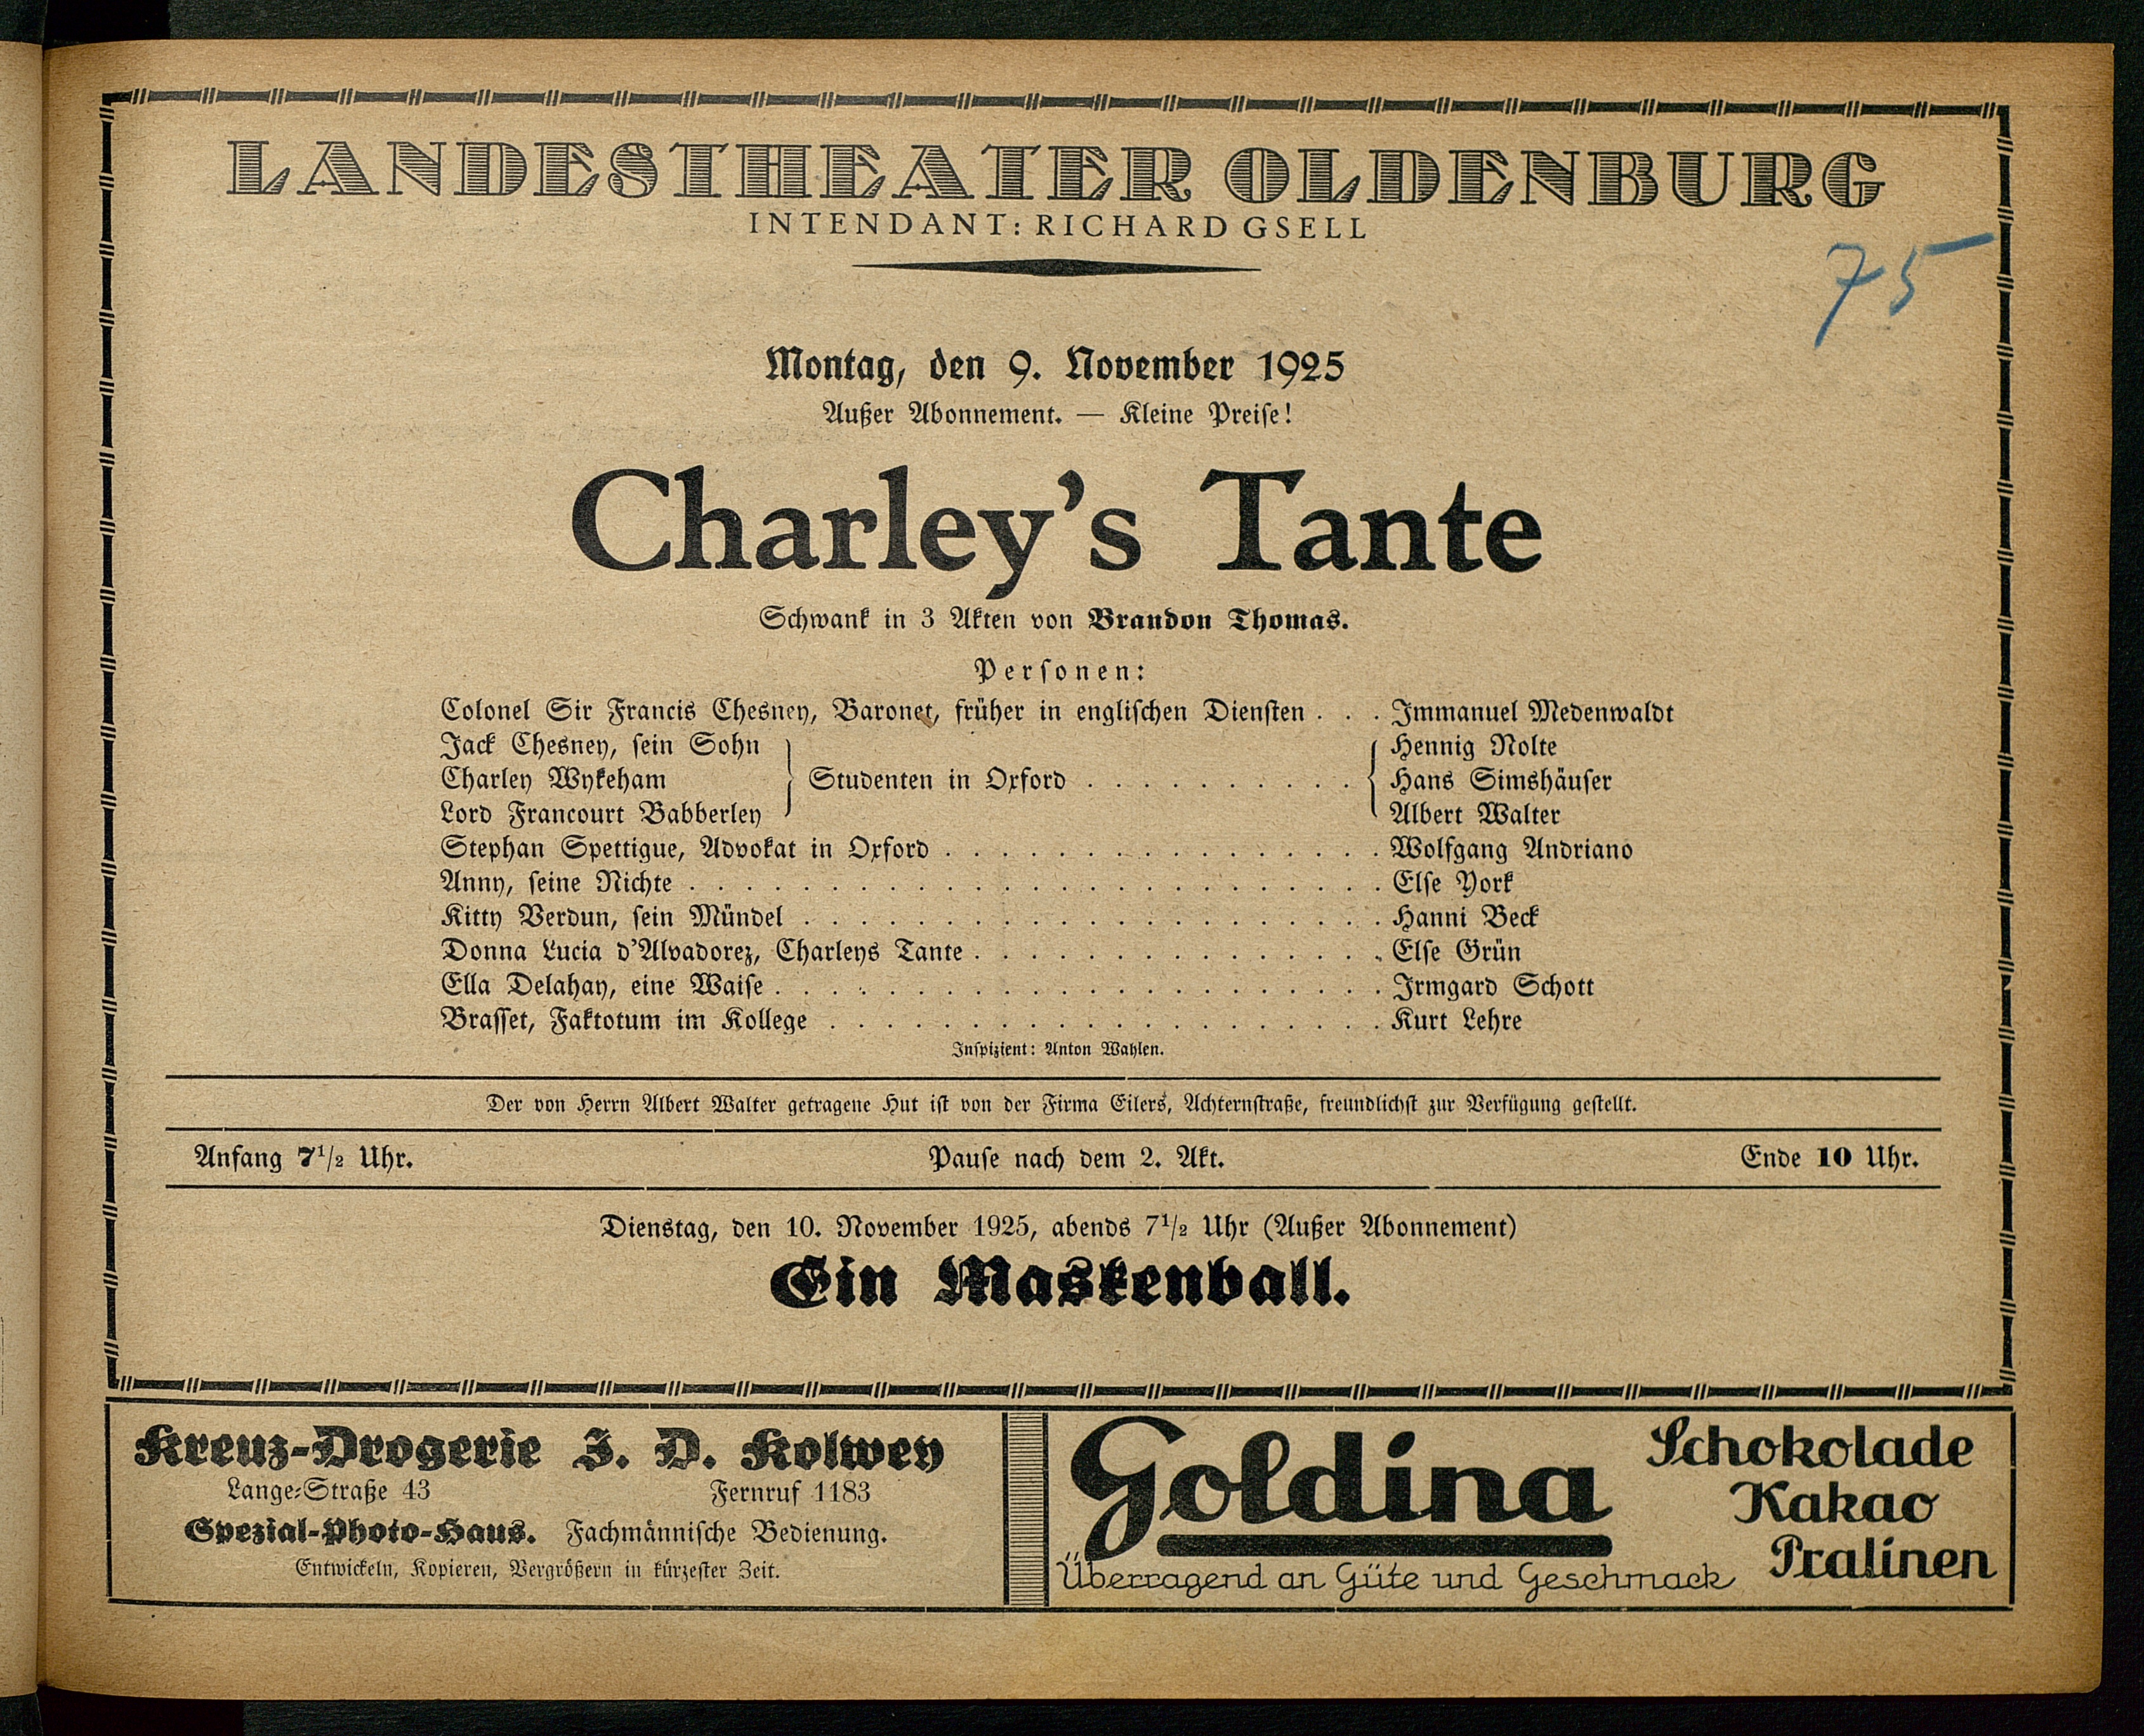 LANDESTHEATER OLDENBURG
INTENDANT: RICHARD GSELL
75
Montag, den 9. November 1925
Außer Abonnement. — Kleine Preise!
Charley's Tante
Schwank in 3 Akten von Brandon Thomas.
Personen:
Colonel Sir Francis Chesney, Baronet, früher in englischen Diensten . . . Immanuel Medenwaldt
Jack Chesney, sein Sohn Hennig Nolte
Charley Wykeham } Studenten in Oxford . . . . . . . . . . { Hans Simshäuser
Lord Francourt Babberley Albert Walter
Stephan Spettigue, Advokat in Oxford . . . . . . . . . . . . . . . . Wolfgang Andriano
Anny, seine Nichte . . . . . . . . . . . . . . . . . . . . . . . . . Else York
Kitty Verdun, sein Mündel . . . . . . . . . . . . . . . . . . . . . Hanni Beck
Donna Lucia d'Alvadorez, Charleys Tante . . . . . . . . . . . . . . . Else Grün
Ella Delahay, eine Waise . . . . . . . . . . . . . . . . . . . . . . Irmgard Schott
Brasset, Faktotum im Kollege . . . . . . . . . . . . . . . . . . . . Kurt Lehre
Inspizient: Anton Wahlen.
Der von Herrn Albert Walter getragene Hut ist von der Firma Eilers, Achternstraße, freundlichst zur Verfügung gestellt.
Anfang 7½ Uhr. Pause nach dem 2. Akt. Ende 10 Uhr.
Dienstag, den 10. November 1925, abends 7½ Uhr (Außer Abonnement)
Ein Maskenball.
Kreuz-Drogerie J. D. Kolwey
Lange-Straße 43 Fernruf 1183
Spezial-Photo-Haus. Fachmännische Bedienung.
Entwickeln, Kopieren, Vergrößern in kürzester Zeit.
Goldina
Schokolade
Kakao
Pralinen
Überragend an Güte und Geschmack